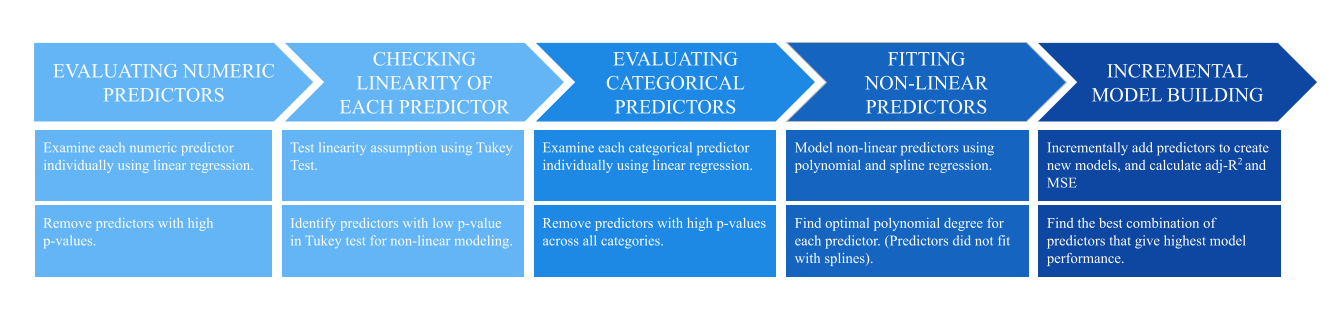 EVALUATING NUMERIC
PREDICTORS
CHECKING
LINEARITY OF
EACH PREDICTOR
EVALUATING
CATEGORICAL
PREDICTORS
FITTING
NON-LINEAR
PREDICTORS
INCREMENTAL
MODEL BUILDING
Examine each numeric predictor
individually using linear regression.
Test linearity assumption using Tukey
Test.
Examine each categorical predictor
individually using linear regression.
Model non-linear predictors using
polynomial and spline regression.
Incrementally add predictors to create
new models, and calculate adj-R² and
MSE
Remove predictors with high
p-values.
Identify predictors with low p-value
in Tukey test for non-linear modeling.
Remove predictors with high p-values
across all categories.
Find optimal polynomial degree for
each predictor. (Predictors did not fit
with splines).
Find the best combination of
predictors that give highest model
performance.